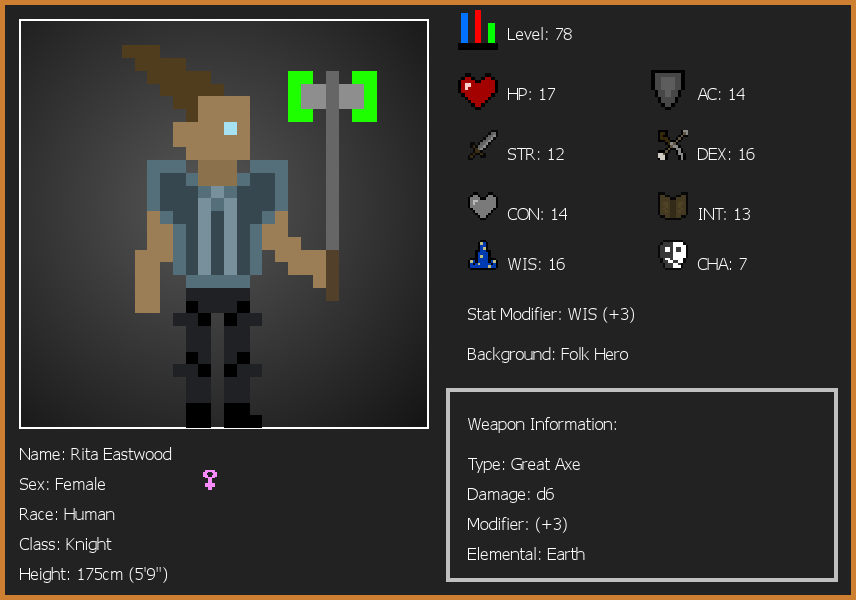 Level: 78
HP: 17
AC: 14
STR: 12
DEX: 16
CON: 14
INT: 13
WIS: 16
CHA: 7
Stat Modifier: WIS (+3)
Background: Folk Hero
Weapon Information:
Type: Great Axe
Damage: d6
Modifier: (+3)
Elemental: Earth
Name: Rita Eastwood
Sex: Female
Race: Human
Class: Knight
Height: 175cm (5'9")